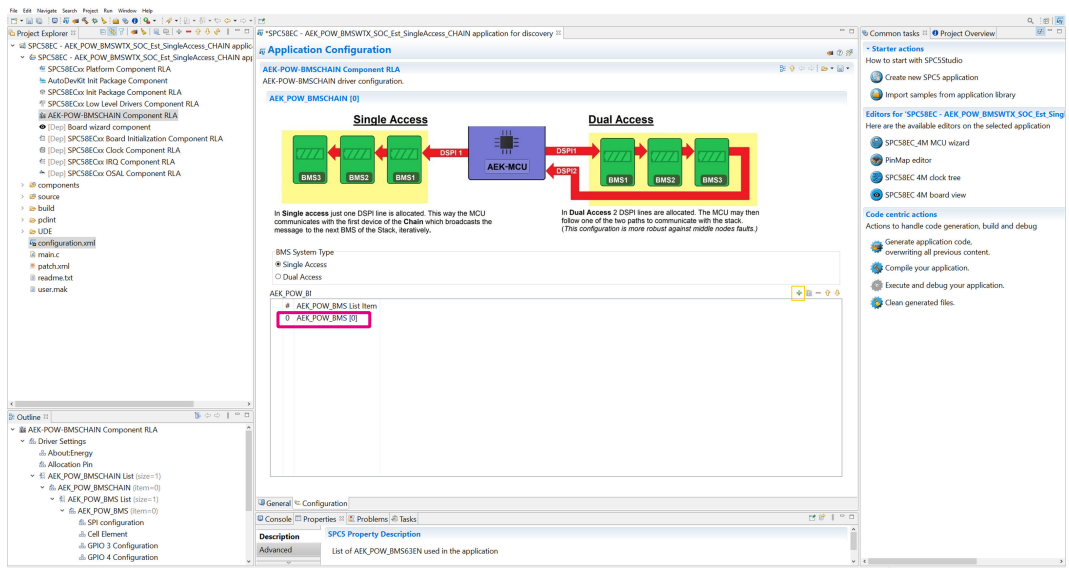 File Edit Navigate Search Project Run Window Help
Project Explorer
SPC58EC - AEK_POW_BMSWTX_SOC_Est_SingleAccess_CHAIN applic
SPC58EC - AEK_POW_BMSWTX_SOC_Est_SingleAccess_CHAIN app
SPC58ECxx Platform Component RLA
AutoDevKit Init Package Component
SPC58ECxx Init Package Component RLA
SPC58ECxx Low Level Drivers Component RLA
AEK-POW-BMSCHAIN Component RLA
[Dep] Board wizard component
[Dep] SPC58ECxx Board Initialization Component RLA
[Dep] SPC58ECxx Clock Component RLA
[Dep] SPC58ECxx IRQ Component RLA
[Dep] SPC58ECxx OSAL Component RLA
components
source
build
pclint
UDE
configuration.xml
main.c
patch.xml
readme.txt
user.mak
Outline
AEK-POW-BMSCHAIN Component RLA
Driver Settings
About:Energy
Allocation Pin
AEK_POW_BMSCHAIN List (size=1)
AEK_POW_BMSCHAIN (item=0)
AEK_POW_BMS List (size=1)
AEK_POW_BMS (item=0)
SPI configuration
Cell Element
GPIO 3 Configuration
GPIO 4 Configuration
*SPC58EC - AEK_POW_BMSWTX_SOC_Est_SingleAccess_CHAIN application for discovery
Application Configuration
AEK-POW-BMSCHAIN Component RLA
AEK-POW-BMSCHAIN driver configuration.
AEK_POW_BMSCHAIN [0]
Single Access
Dual Access
BMS3 BMS2 BMS1 DSPI 1 AEK-MCU DSPI1 DSPI2 BMS1 BMS2 BMS3
In Single access just one DSPI line is allocated. This way the MCU
communicates with the first device of the Chain which broadcasts the
message to the next BMS of the Stack, iteratively.
In Dual Access 2 DSPI lines are allocated. The MCU may then
follow one of the two paths to communicate with the stack.
(This configuration is more robust against middle nodes faults.)
BMS System Type
Single Access
Dual Access
AEK_POW_BI
# AEK_POW_BMS List Item
0 AEK_POW_BMS [0]
General Configuration
Console Properties Problems Tasks
Description
Advanced
SPC5 Property Description
List of AEK_POW_BMS63EN used in the application
Common tasks Project Overview
Starter actions
How to start with SPC5Studio
Create new SPC5 application
Import samples from application library
Editors for 'SPC58EC - AEK_POW_BMSWTX_SOC_Est_Singl
Here are the available editors on the selected application
SPC58EC_4M MCU wizard
PinMap editor
SPC58EC 4M clock tree
SPC58EC 4M board view
Code centric actions
Actions to handle code generation, build and debug
Generate application code,
overwriting all previous content.
Compile your application.
Execute and debug your application.
Clean generated files.